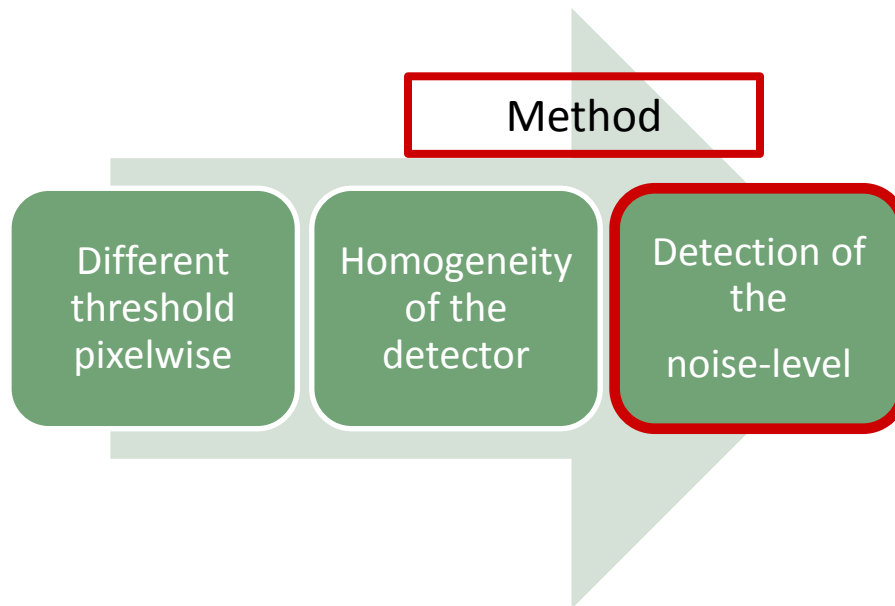 Method
Different
threshold
pixelwise
Homogeneity
of the
detector
Detection of
the
noise-level